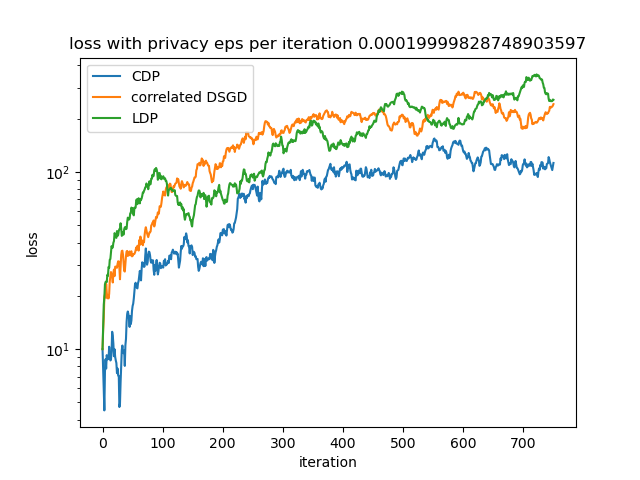 loss with privacy eps per iteration 0.00019999828748903597
CDP
correlated DSGD
LDP
10²
10¹
loss
0 100 200 300 400 500 600 700
iteration